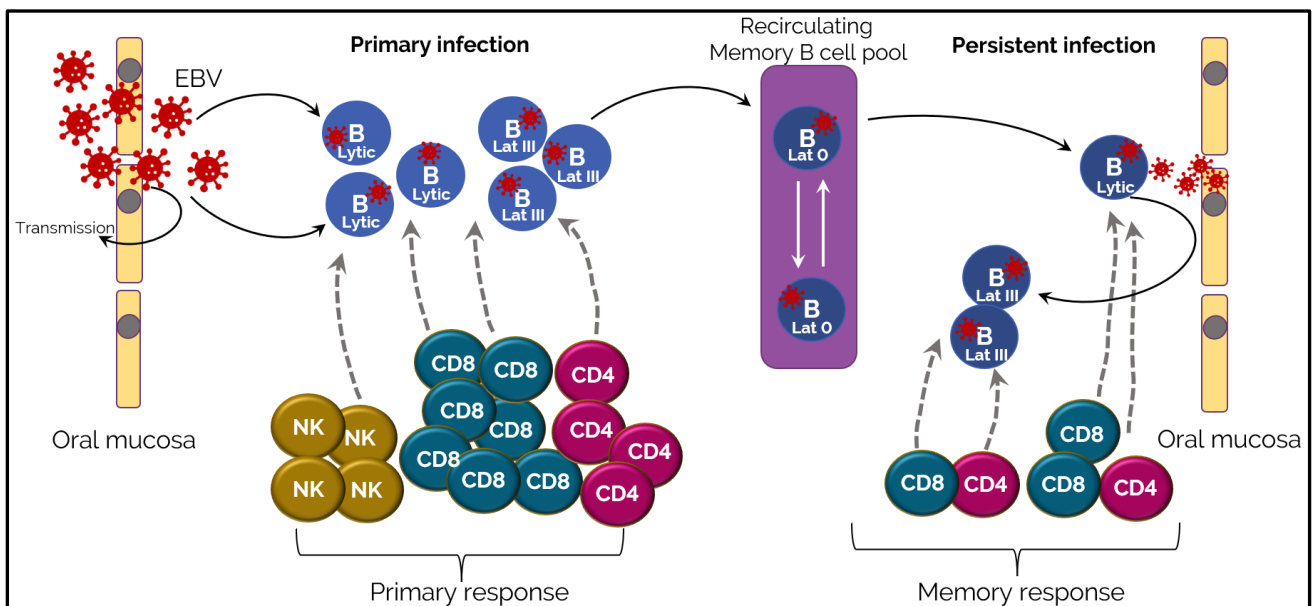 Primary infection
Recirculating
Memory B cell pool
Persistent infection
EBV
B
Lytic
B
Lytic
B
Lytic
B
Lat III
B
Lat III
B
Lat III
B
Lat O
B
Lat O
B
Lytic
B
Lat III
B
Lat III
Transmission
Oral mucosa
NK
NK
NK
NK
CD8
CD8
CD8
CD8
CD8
CD8
CD8
CD4
CD4
CD4
CD4
CD8
CD4
CD8
CD8
CD4
Oral mucosa
Primary response
Memory response